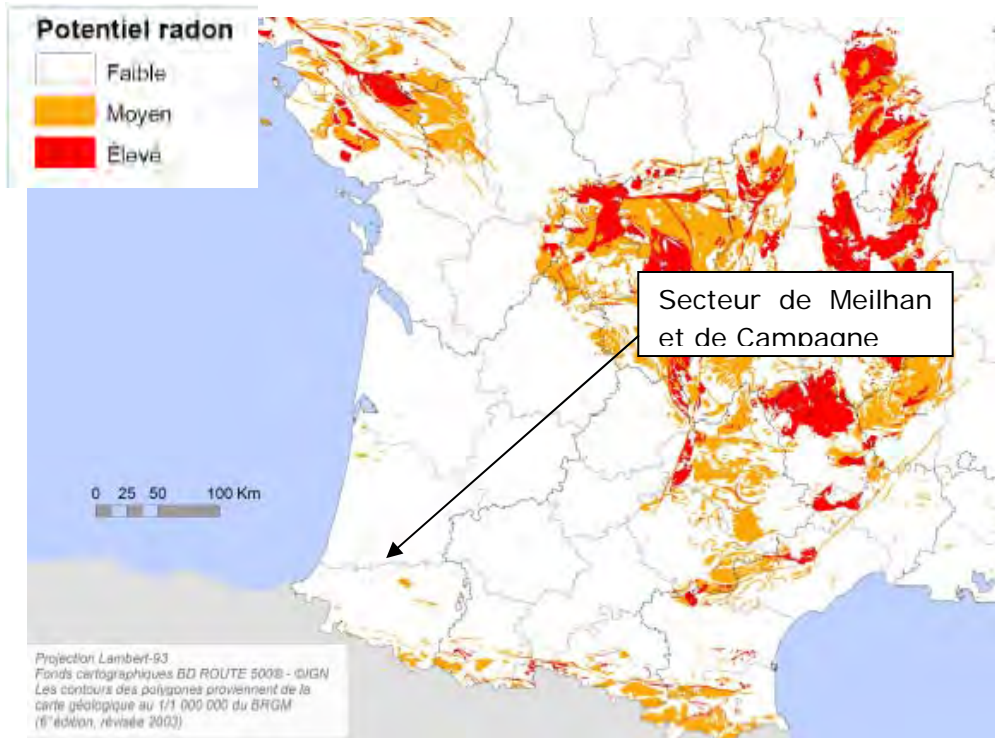 Potentiel radon
Faible
Moyen
Élevé
Secteur de Meilhan
et de Campagne
0 25 50 100 Km
Projection Lambert-93
Fonds cartographiques BD ROUTE 500® - ©IGN
Les contours des polygones proviennent de la
carte géologique au 1/1 000 000 du BRGM
(6° édition, révisée 2003)